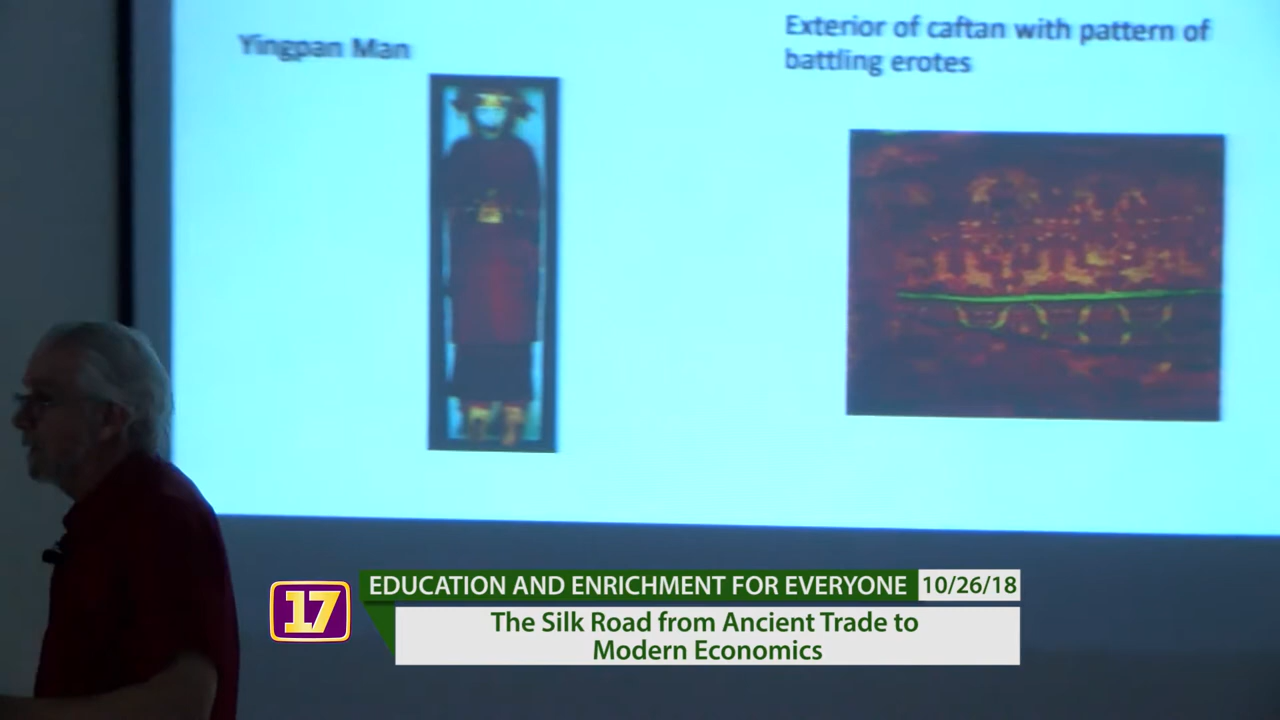 Yingpan Man
Exterior of caftan with pattern of
battling erotes
17
EDUCATION AND ENRICHMENT FOR EVERYONE
10/26/18
The Silk Road from Ancient Trade to
Modern Economics